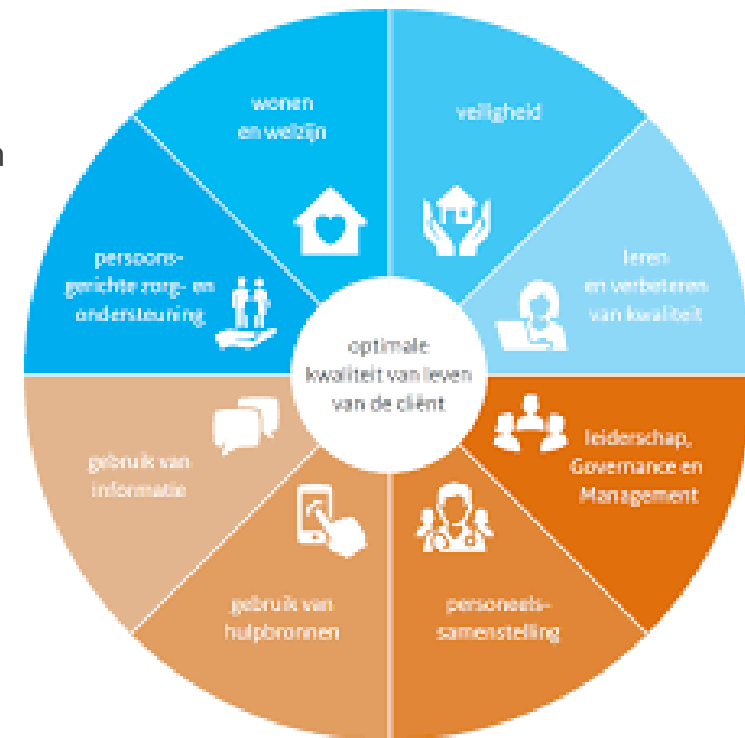 wonen
en welzijn
veiligheid
leren
en verbeteren
van kwaliteit
leiderschap,
Governance en
Management
personeels-
samenstelling
gebruik van
hulpbronnen
gebruik van
informatie
persoons-
gerichte zorg- en
ondersteuning
optimale
kwaliteit van leven
van de cliënt